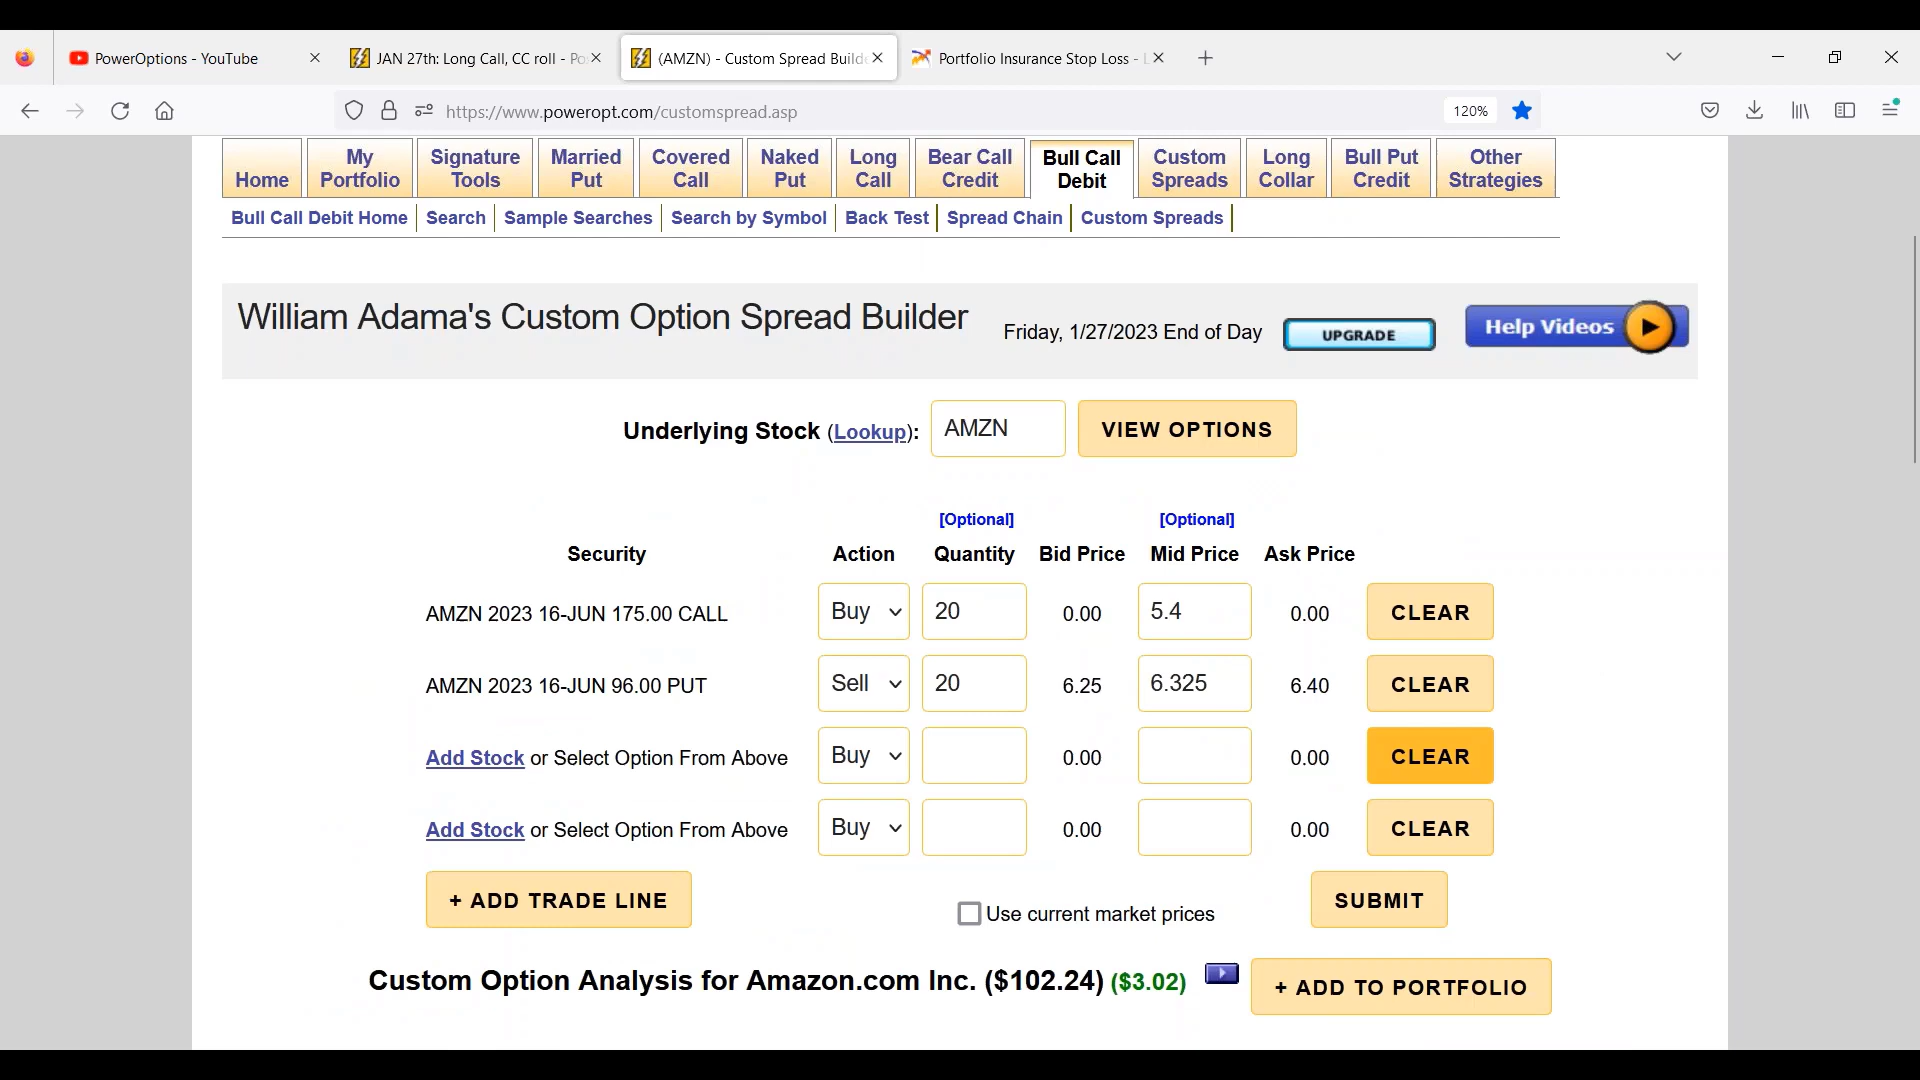 PowerOptions - YouTube
JAN 27th: Long Call, CC roll - Po
(AMZN) - Custom Spread Builde
Portfolio Insurance Stop Loss -
https://www.poweropt.com/customspread.asp
120%
Home
My Portfolio
Signature Tools
Married Put
Covered Call
Naked Put
Long Call
Bear Call Credit
Bull Call Debit
Custom Spreads
Long Collar
Bull Put Credit
Other Strategies
Bull Call Debit Home
Search
Sample Searches
Search by Symbol
Back Test
Spread Chain
Custom Spreads
William Adama's Custom Option Spread Builder
Friday, 1/27/2023 End of Day
UPGRADE
Help Videos
Underlying Stock (Lookup): AMZN VIEW OPTIONS
[Optional] [Optional]
Security Action Quantity Bid Price Mid Price Ask Price
AMZN 2023 16-JUN 175.00 CALL Buy 20 0.00 5.4 0.00 CLEAR
AMZN 2023 16-JUN 96.00 PUT Sell 20 6.25 6.325 6.40 CLEAR
Add Stock or Select Option From Above Buy 0.00 0.00 CLEAR
Add Stock or Select Option From Above Buy 0.00 0.00 CLEAR
+ ADD TRADE LINE Use current market prices SUBMIT
Custom Option Analysis for Amazon.com Inc. ($102.24) ($3.02) + ADD TO PORTFOLIO